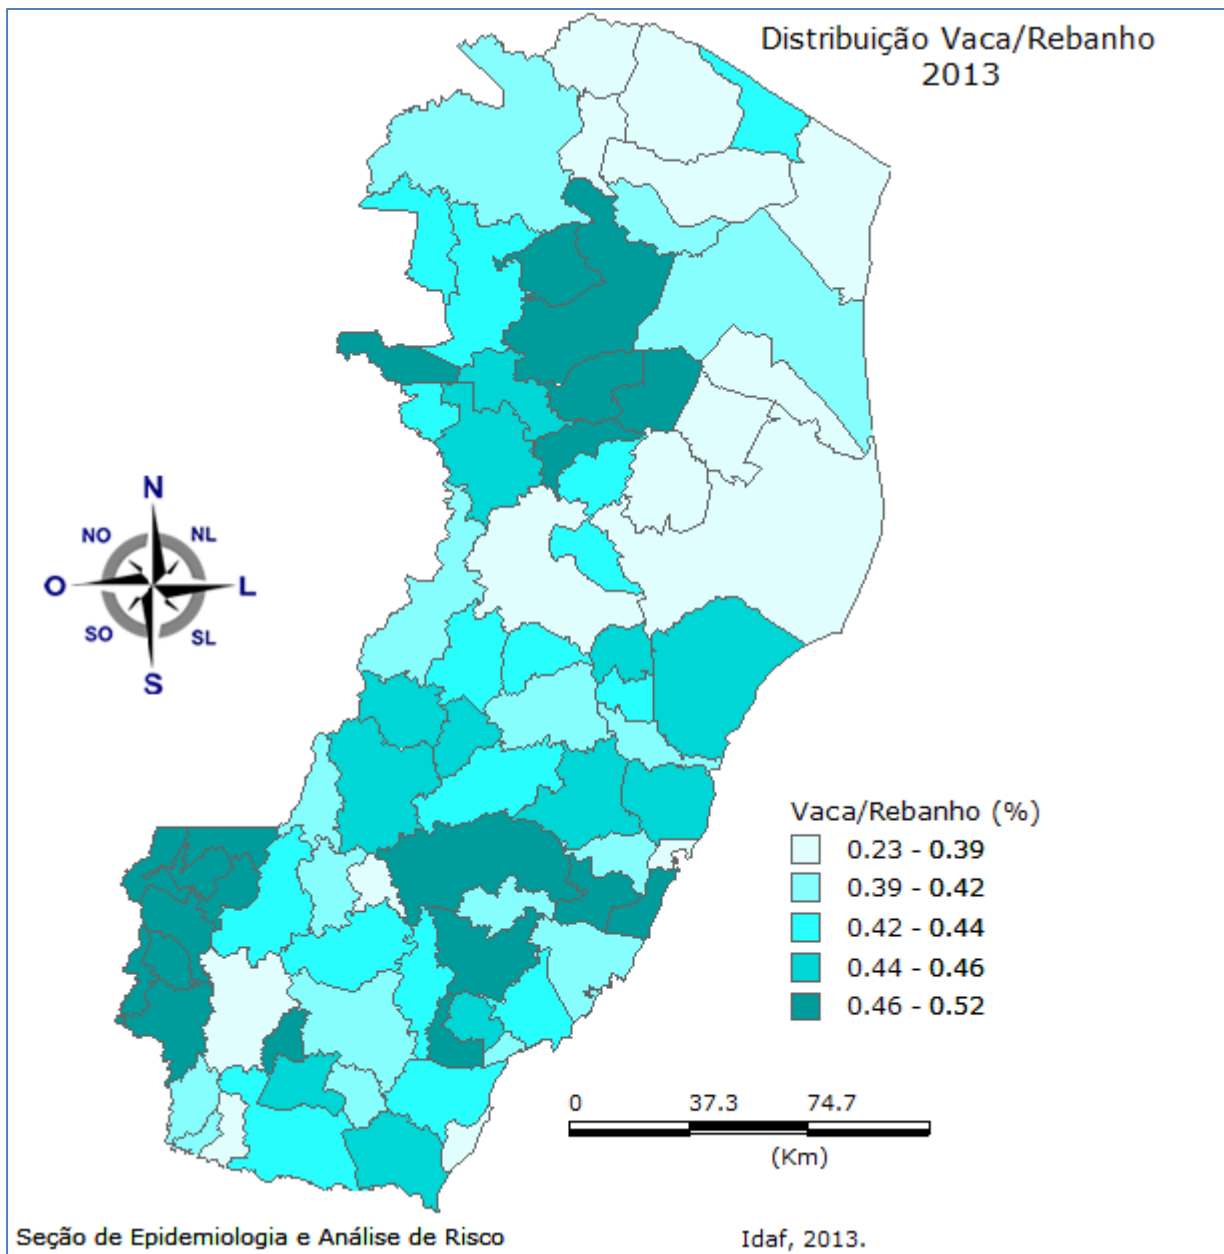 Distribuição Vaca/Rebanho
2013
N
NO
NL
O
L
SO
SL
S
Vaca/Rebanho (%)
0.23 - 0.39
0.39 - 0.42
0.42 - 0.44
0.44 - 0.46
0.46 - 0.52
0 37.3 74.7
(Km)
Seção de Epidemiologia e Análise de Risco
Idaf, 2013.